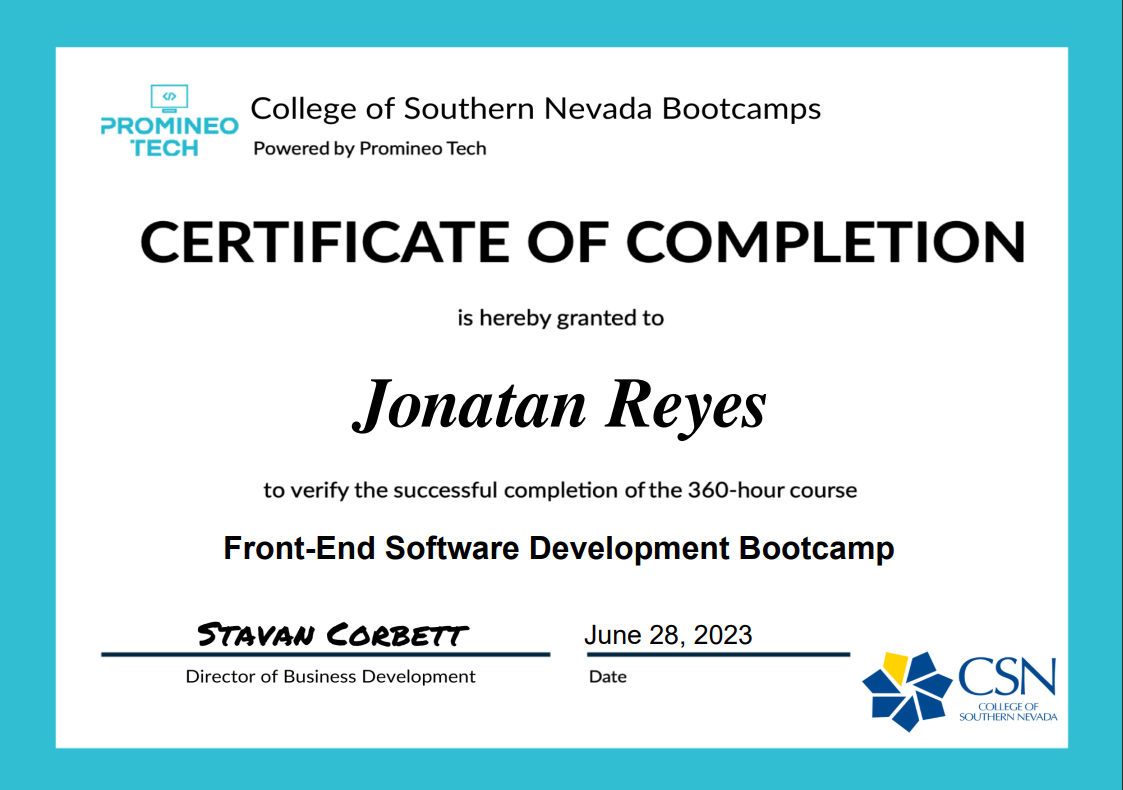 </>
PROMINEO
TECH
College of Southern Nevada Bootcamps
Powered by Promineo Tech
CERTIFICATE OF COMPLETION
is hereby granted to
Jonatan Reyes
to verify the successful completion of the 360-hour course
Front-End Software Development Bootcamp
Stavan Corbett
June 28, 2023
Director of Business Development
Date
CSN
COLLEGE OF
SOUTHERN NEVADA